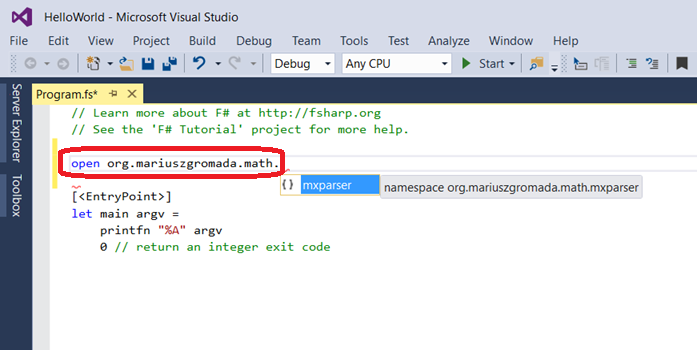 HelloWorld - Microsoft Visual Studio
File Edit View Project Build Debug Team Tools Test Analyze Window Help
Debug Any CPU Start
Server Explorer
Toolbox
Program.fs*
// Learn more about F# at http://fsharp.org
// See the 'F# Tutorial' project for more help.
open org.mariuszgromada.math.
{} mxparser namespace org.mariuszgromada.math.mxparser
[<EntryPoint>]
let main argv =
printfn "%A" argv
0 // return an integer exit code